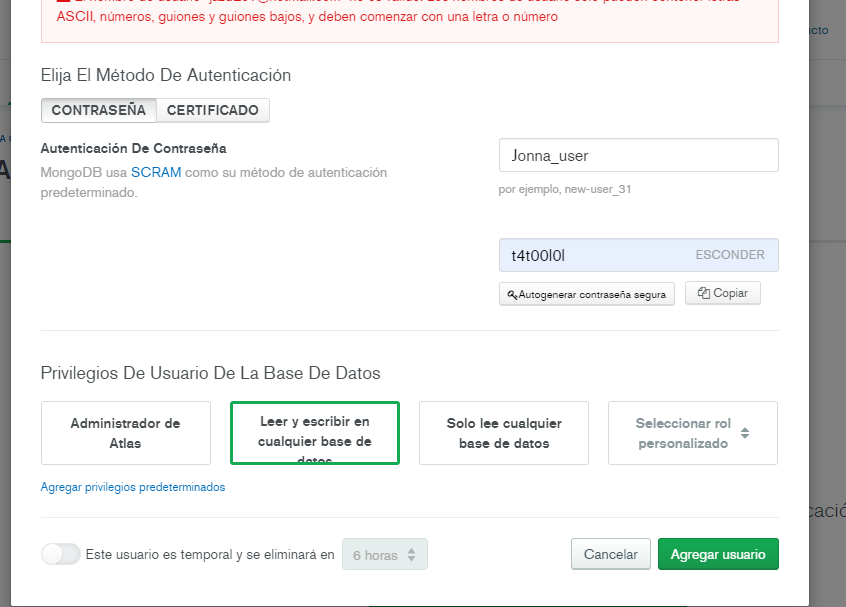 ASCII, números, guiones y guiones bajos, y deben comenzar con una letra o número
Elija El Método De Autenticación
CONTRASEÑA CERTIFICADO
Autenticación De Contraseña
MongoDB usa SCRAM como su método de autenticación
predeterminado.
Jonna_user
por ejemplo, new-user_31
t4t00l0l ESCONDER
Autogenerar contraseña segura Copiar
Privilegios De Usuario De La Base De Datos
Administrador de
Atlas
Leer y escribir en
cualquier base de
datos
Solo lee cualquier
base de datos
Seleccionar rol
personalizado
Agregar privilegios predeterminados
Este usuario es temporal y se eliminará en 6 horas
Cancelar Agregar usuario